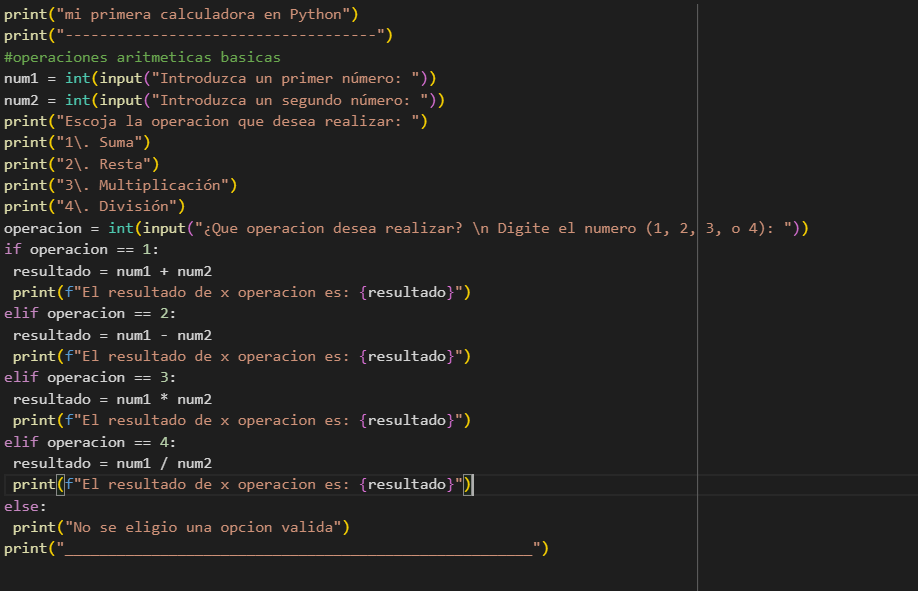 print("mi primera calculadora en Python")
print("------------------------------------")
#operaciones aritmeticas basicas
num1 = int(input("Introduzca un primer número: "))
num2 = int(input("Introduzca un segundo número: "))
print("Escoja la operacion que desea realizar: ")
print("1\. Suma")
print("2\. Resta")
print("3\. Multiplicación")
print("4\. División")
operacion = int(input("¿Que operacion desea realizar? \n Digite el numero (1, 2, 3, o 4): "))
if operacion == 1:
 resultado = num1 + num2
 print(f"El resultado de x operacion es: {resultado}")
elif operacion == 2:
 resultado = num1 - num2
 print(f"El resultado de x operacion es: {resultado}")
elif operacion == 3:
 resultado = num1 * num2
 print(f"El resultado de x operacion es: {resultado}")
elif operacion == 4:
 resultado = num1 / num2
 print(f"El resultado de x operacion es: {resultado}")
else:
 print("No se eligio una opcion valida")
print("______________________________________________________")